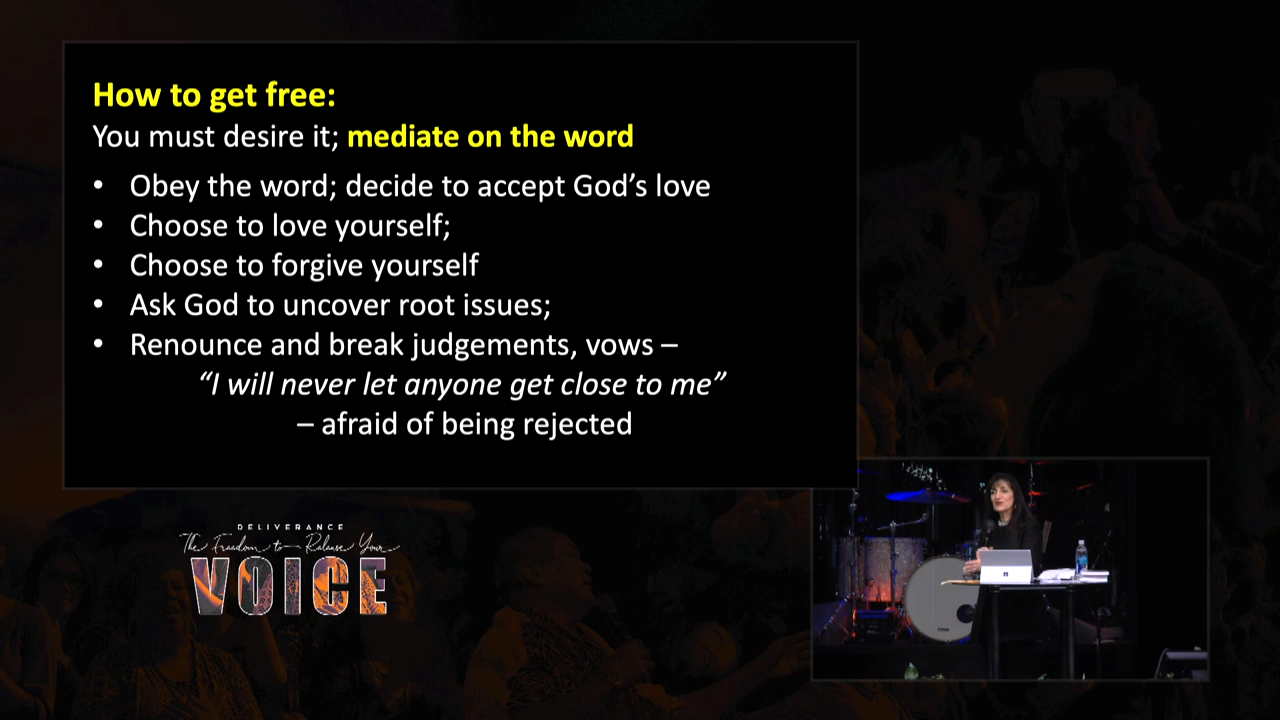 How to get free:
You must desire it; mediate on the word
• Obey the word; decide to accept God’s love
• Choose to love yourself;
• Choose to forgive yourself
• Ask God to uncover root issues;
• Renounce and break judgements, vows –
“I will never let anyone get close to me”
– afraid of being rejected
DELIVERANCE
The Freedom to Release Your
VOICE